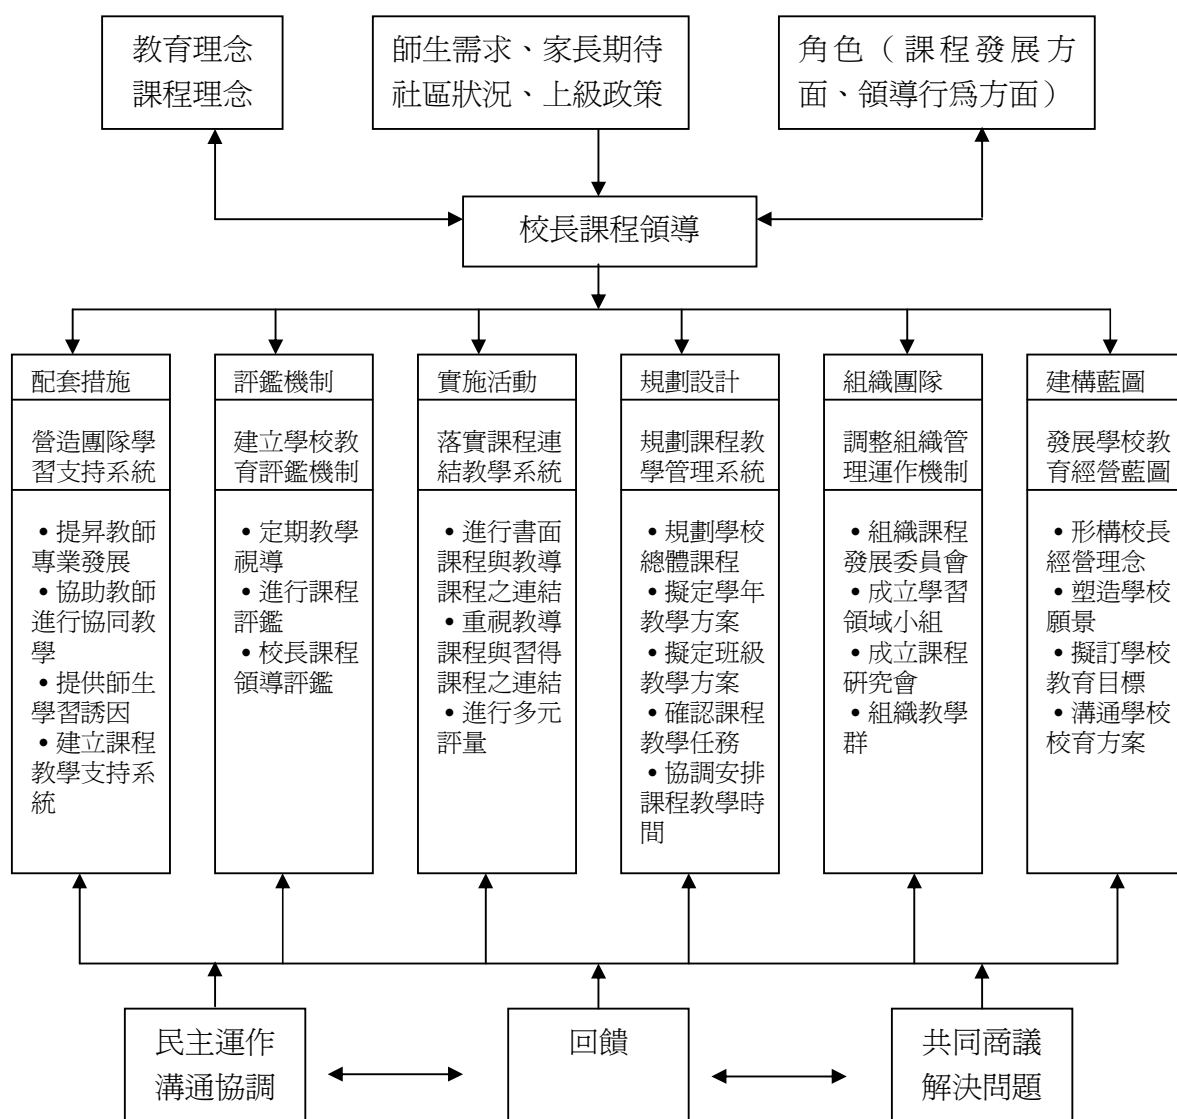 教育理念
課程理念
師生需求、家長期待
社區狀況、上級政策
角色（課程發展方
面、領導行為方面）
校長課程領導
配套措施
營造團隊學
習支持系統
•提昇教師
專業發展
•協助教師
進行協同教
學
•提供師生
學習誘因
•建立課程
教學支持系
統
評鑑機制
建立學校教
育評鑑機制
•定期教學
視導
•進行課程
評鑑
•校長課程
領導評鑑
實施活動
落實課程連
結教學系統
•進行書面
課程與教導
課程之連結
•重視教導
課程與習得
課程之連結
•進行多元
評量
規劃設計
規劃課程教
學管理系統
•規劃學校
總體課程
•擬定學年
教學方案
•擬定班級
教學方案
•確認課程
教學任務
•協調安排
課程教學時
間
組織團隊
調整組織管
理運作機制
•組織課程
發展委員會
•成立學習
領域小組
•成立課程
研究會
•組織教學
群
建構藍圖
發展學校教
育經營藍圖
•形構校長
經營理念
•塑造學校
願景
•擬訂學校
教育目標
•溝通學校
校育方案
民主運作
溝通協調
回饋
共同商議
解決問題